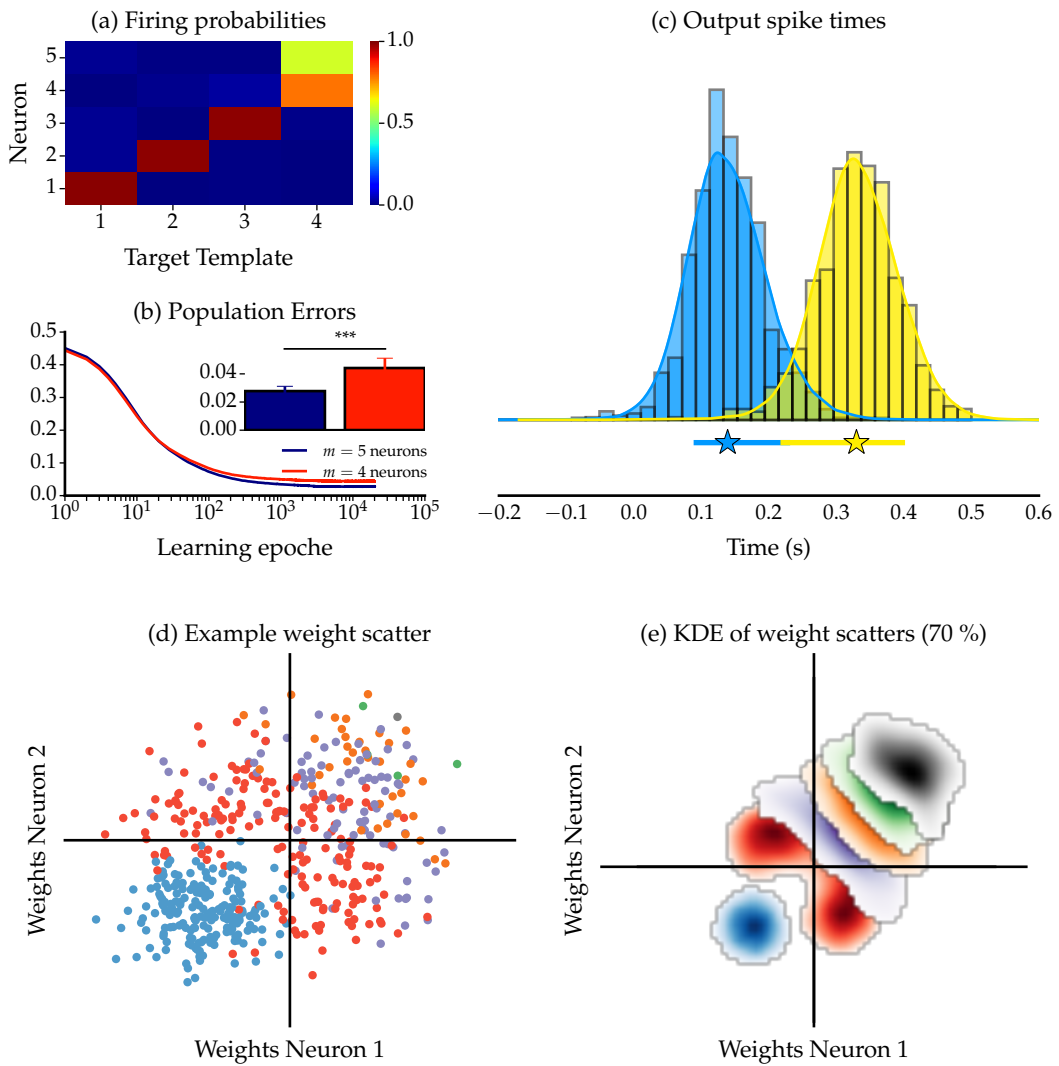 (a) Firing probabilities
Neuron
5
4
3
2
1
1 2 3 4
Target Template
1.0
0.5
0.0
(b) Population Errors
0.5
0.4
0.3
0.2
0.1
0.0
10^0 10^1 10^2 10^3 10^4 10^5
Learning epoche
***
0.04
0.02
0.00
m = 5 neurons
m = 4 neurons
(c) Output spike times
−0.2 −0.1 0.0 0.1 0.2 0.3 0.4 0.5 0.6
Time (s)
(d) Example weight scatter
Weights Neuron 2
Weights Neuron 1
(e) KDE of weight scatters (70 %)
Weights Neuron 2
Weights Neuron 1